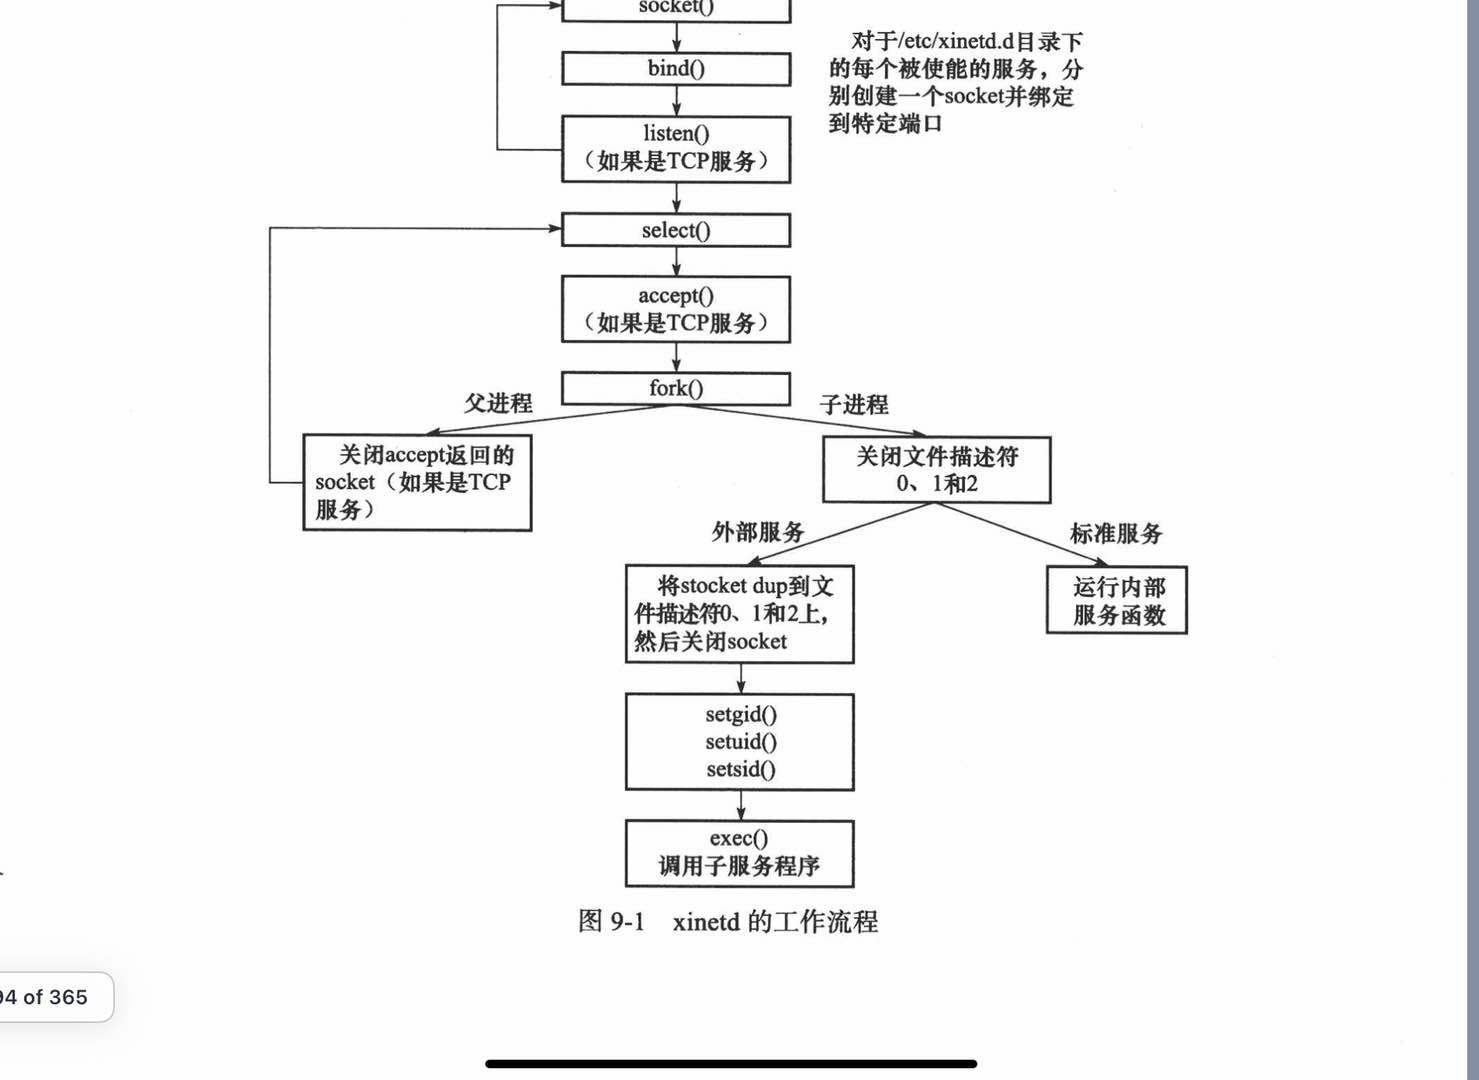 socket()
对于/etc/xinetd.d目录下
的每个被使能的服务，分
别创建一个socket并绑定
到特定端口
bind()
listen()
（如果是TCP服务）
select()
accept()
（如果是TCP服务）
fork()
父进程
子进程
关闭accept返回的
socket（如果是TCP
服务）
关闭文件描述符
0、1和2
外部服务
标准服务
将stocket dup到文
件描述符0、1和2上，
然后关闭socket
运行内部
服务函数
setgid()
setuid()
setsid()
exec()
调用子服务程序
图 9-1 xinetd 的工作流程
94 of 365